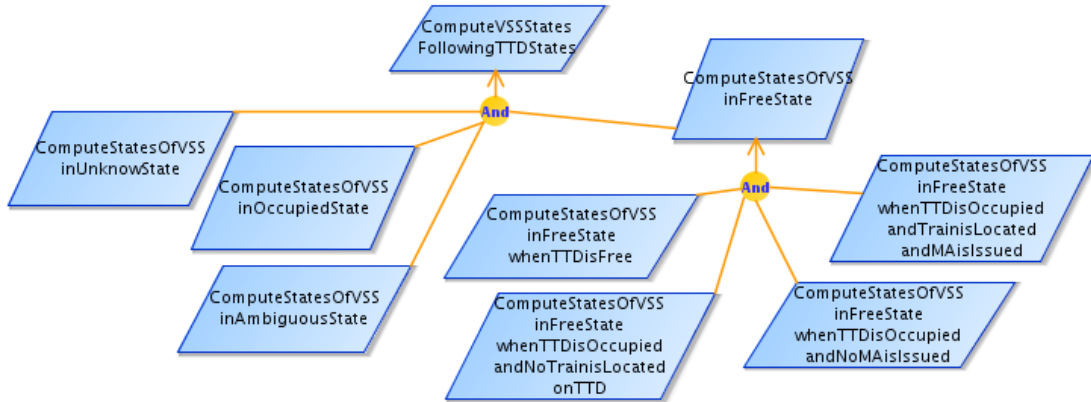 ComputeVSSStates
FollowingTTDStates
ComputeStatesOfVSS
inFreeState
And
ComputeStatesOfVSS
inUnknowState
ComputeStatesOfVSS
inOccupiedState
ComputeStatesOfVSS
inAmbiguousState
And
ComputeStatesOfVSS
inFreeState
whenTTDisFree
ComputeStatesOfVSS
inFreeState
whenTTDisOccupied
andNoTrainisLocated
onTTD
ComputeStatesOfVSS
inFreeState
whenTTDisOccupied
andNoMAisIssued
ComputeStatesOfVSS
inFreeState
whenTTDisOccupied
andTrainisLocated
andMAisIssued